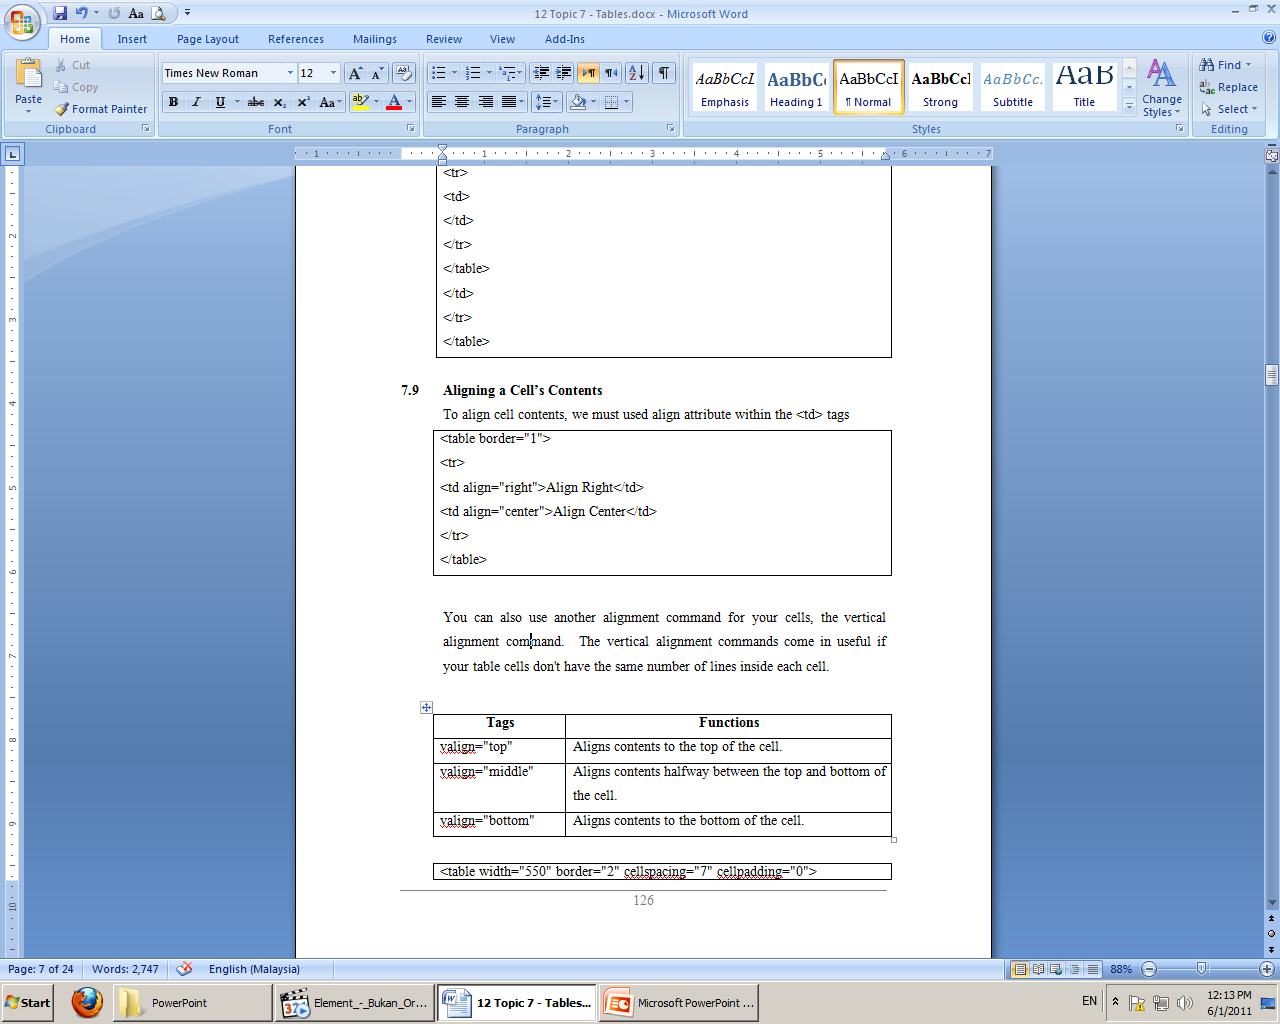 12 Topic 7 - Tables.docx - Microsoft Word
Home Insert Page Layout References Mailings Review View Add-Ins
Paste
Cut
Copy
Format Painter
Clipboard
Times New Roman 12
Font
Paragraph
AaBbCcI AaBbCc AaBbCcI AaBbCcI AaBbCc. AaB
Emphasis Heading 1 ¶ Normal Strong Subtitle Title
Change Styles
Styles
Find
Replace
Select
Editing
1 1 2 3 4 5 6 7
<tr>
<td>
</td>
</tr>
</table>
</td>
</tr>
</table>
7.9 Aligning a Cell’s Contents
To align cell contents, we must used align attribute within the <td> tags
<table border="1">
<tr>
<td align="right">Align Right</td>
<td align="center">Align Center</td>
</tr>
</table>
You can also use another alignment command for your cells, the vertical
alignment command. The vertical alignment commands come in useful if
your table cells don't have the same number of lines inside each cell.
Tags Functions
valign="top" Aligns contents to the top of the cell.
valign="middle" Aligns contents halfway between the top and bottom of
the cell.
valign="bottom" Aligns contents to the bottom of the cell.
<table width="550" border="2" cellspacing="7" cellpadding="0">
126
Page: 7 of 24 Words: 2,747 English (Malaysia) 88%
Start PowerPoint Element_-_Bukan_Or... 12 Topic 7 - Tables... Microsoft PowerPoint ... EN 12:13 PM
6/1/2011